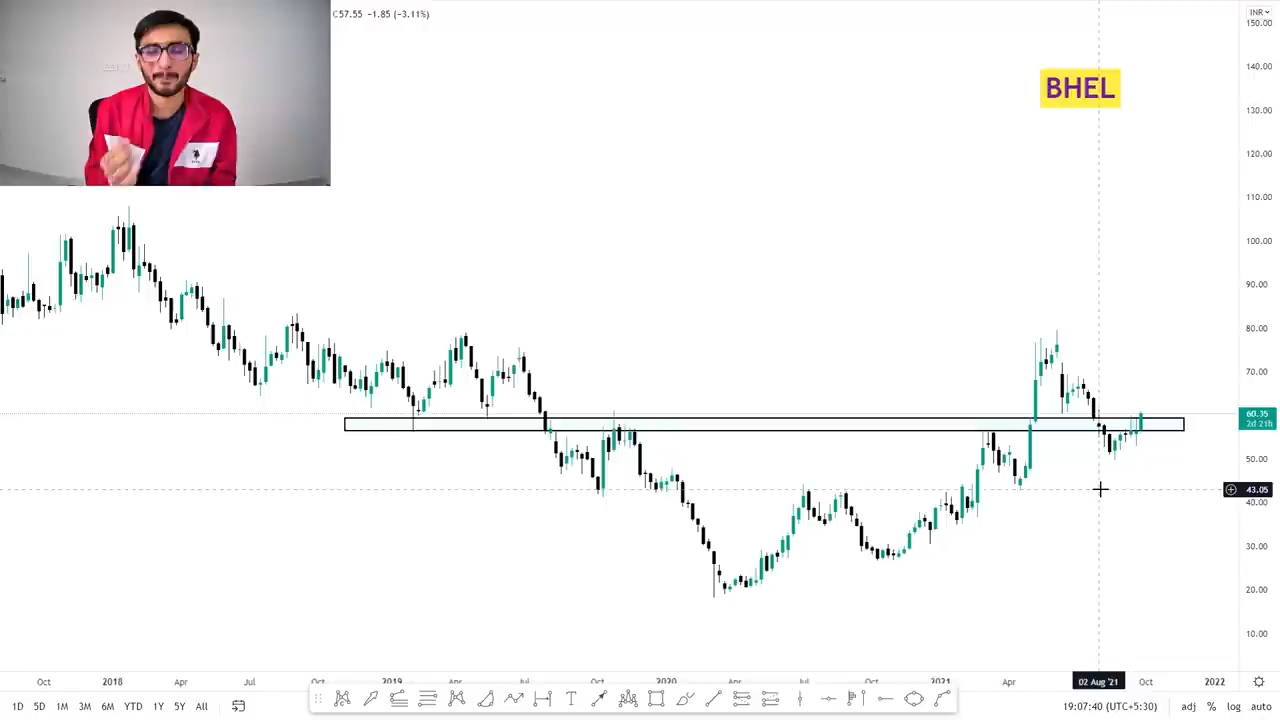 C57.55 -1.85 (-3.11%)
INR
150.00
BHEL
140.00
130.00
120.00
110.00
100.00
90.00
80.00
70.00
60.35
2d 21h
50.00
43.05
40.00
30.00
20.00
10.00
Oct 2018 Apr Jul Oct 2019 Apr Jul Oct 2020 Apr Jul Oct 2021 Apr 02 Aug '21 Oct 2022
1D 5D 1M 3M 6M YTD 1Y 5Y All
19:07:40 (UTC+5:30) adj % log auto